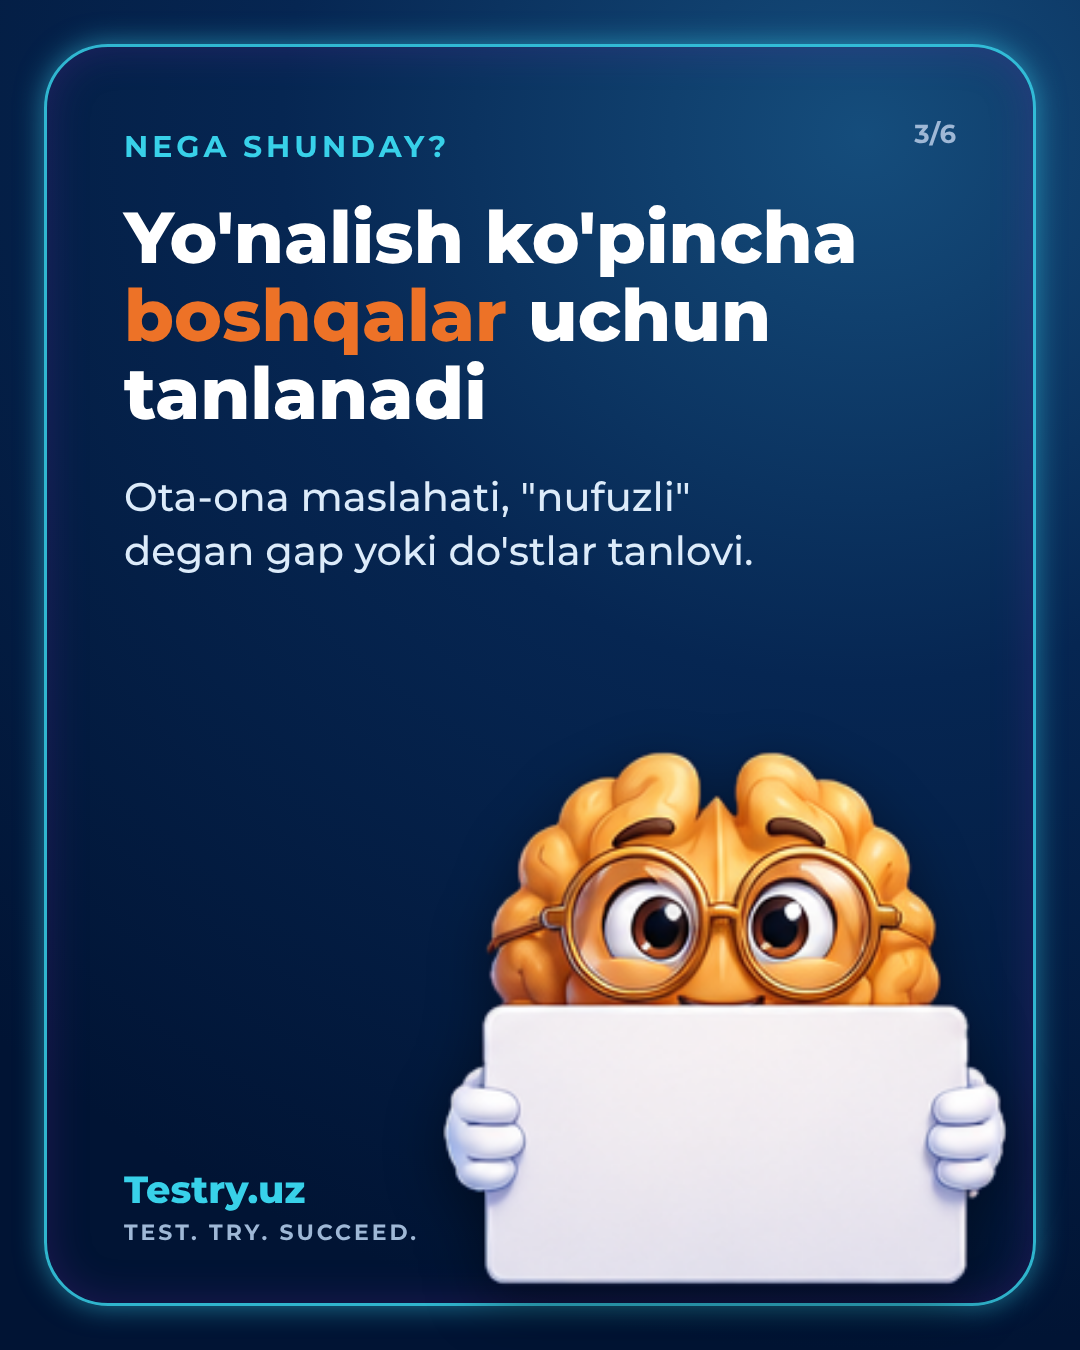 NEGA SHUNDAY?
3/6
Yo'nalish ko'pincha
boshqalar uchun
tanlanadi
Ota-ona maslahati, "nufuzli"
degan gap yoki do'stlar tanlovi.
Testry.uz
TEST. TRY. SUCCEED.